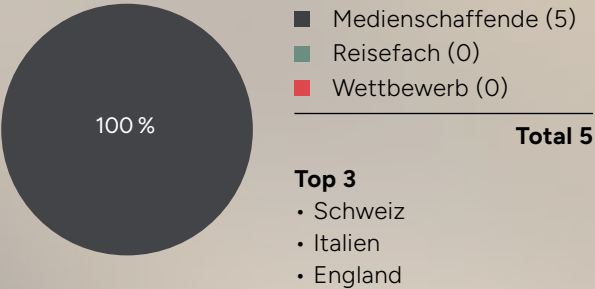 100 %
Medienschaffende (5)
Reisefach (0)
Wettbewerb (0)
Total 5
Top 3
• Schweiz
• Italien
• England